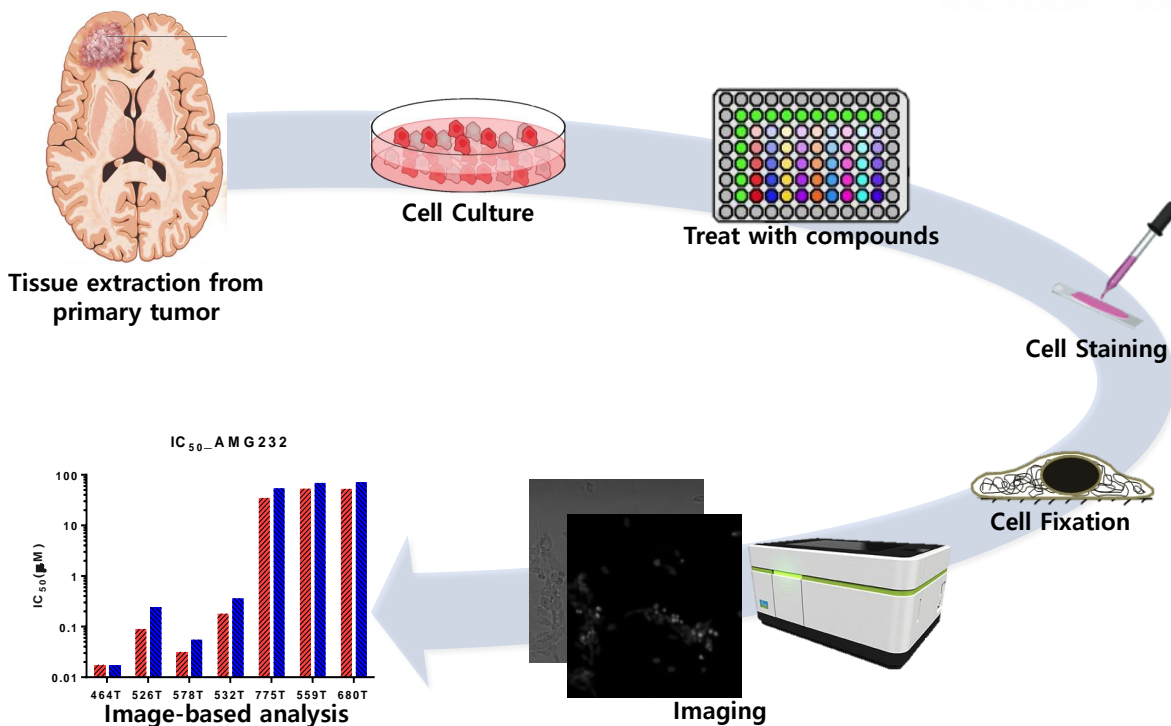 Cell Culture
Treat with compounds
Tissue extraction from
primary tumor
Cell Staining
Cell Fixation
Imaging
IC50_AMG232
IC50(μM)
100
10
1
0.1
0.01
464T 526T 578T 532T 775T 559T 680T
Image-based analysis